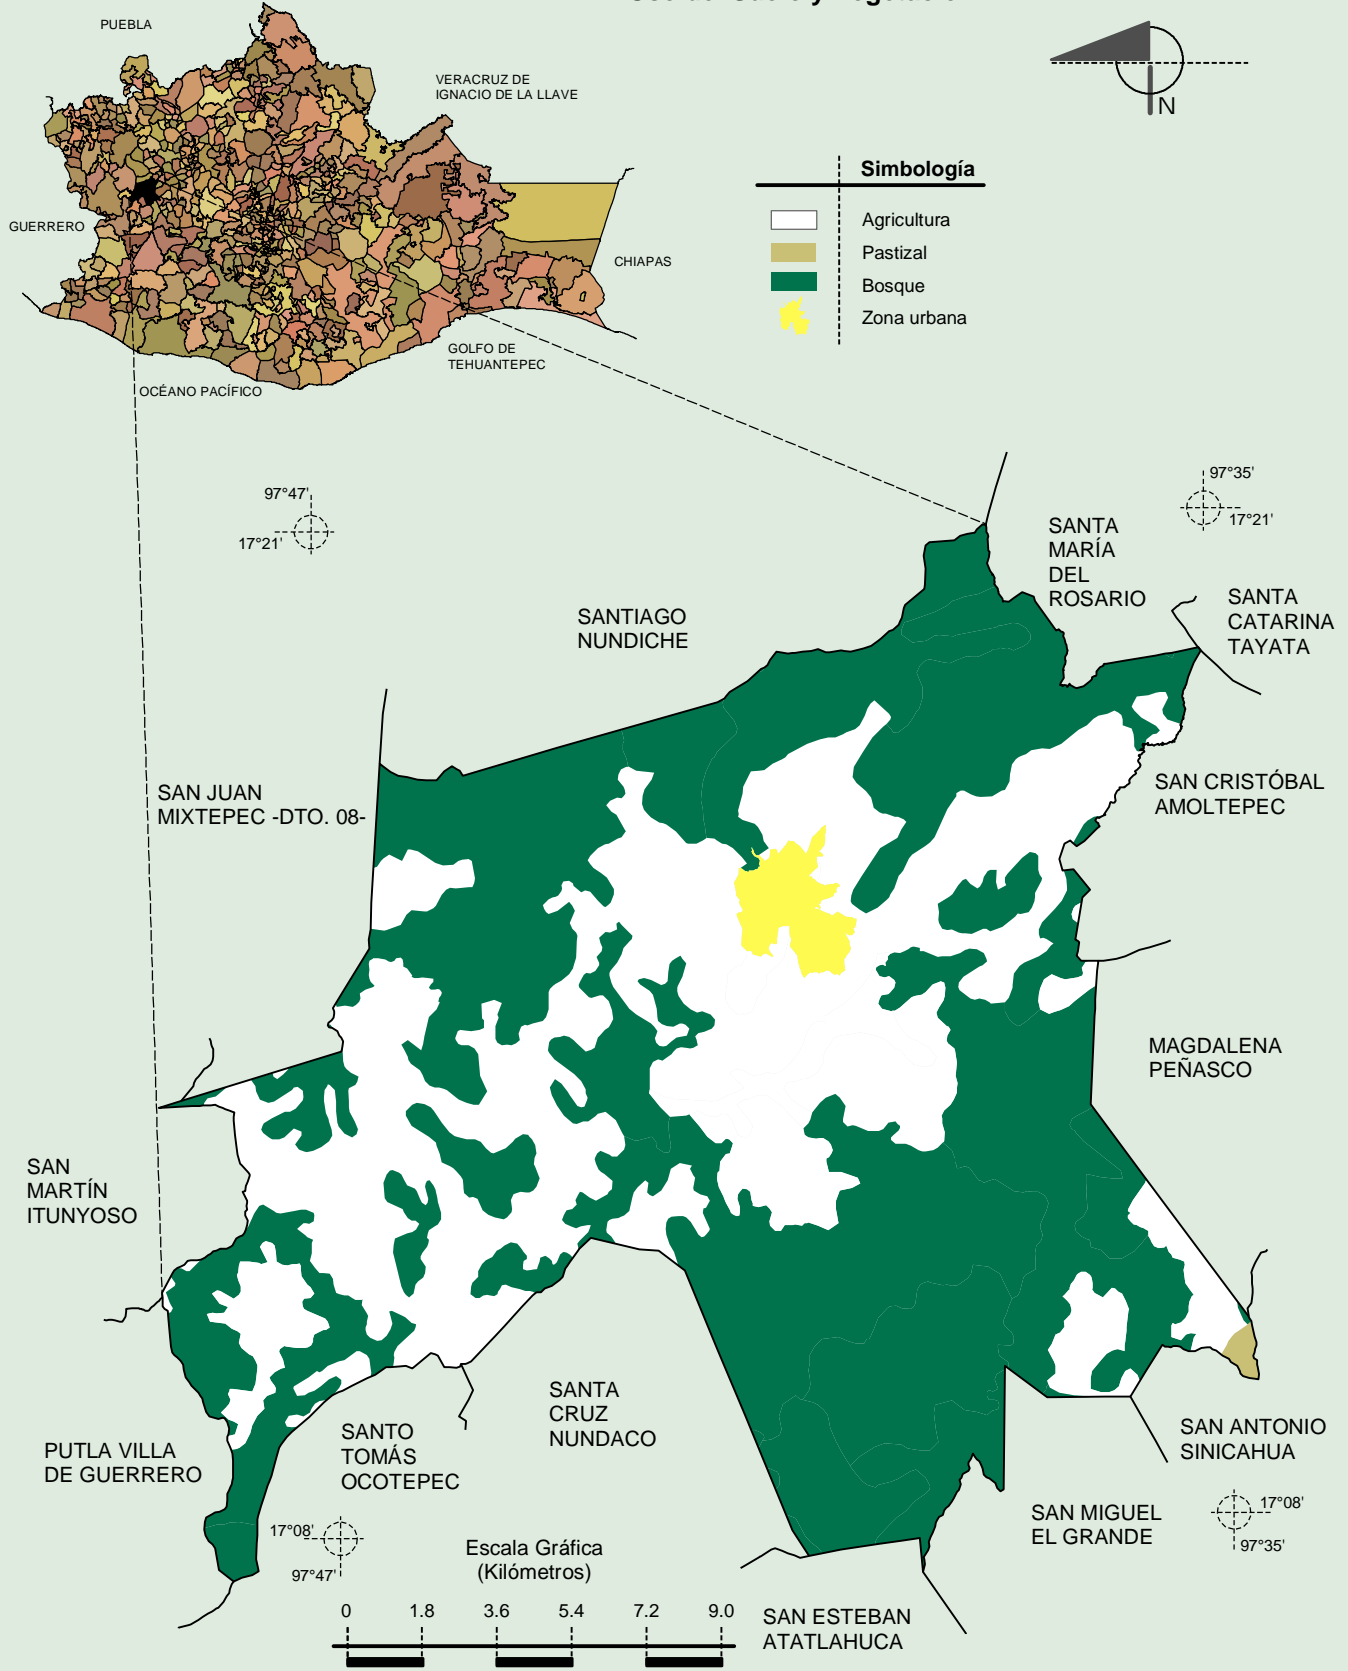 PUEBLA
VERACRUZ DE
IGNACIO DE LA LLAVE
GUERRERO
CHIAPAS
GOLFO DE
TEHUANTEPEC
OCÉANO PACÍFICO
N
Simbología
Agricultura
Pastizal
Bosque
Zona urbana
97°47'
17°21'
97°35'
17°21'
SANTA
MARÍA
DEL
ROSARIO
SANTA
CATARINA
TAYATA
SANTIAGO
NUNDICHE
SAN JUAN
MIXTEPEC -DTO. 08-
SAN CRISTÓBAL
AMOLTEPEC
MAGDALENA
PEÑASCO
SAN
MARTÍN
ITUNYOSO
PUTLA VILLA
DE GUERRERO
SANTO
TOMÁS
OCOTEPEC
SANTA
CRUZ
NUNDACO
SAN ANTONIO
SINICAHUA
SAN MIGUEL
EL GRANDE
17°08'
97°35'
17°08'
97°47'
Escala Gráfica
(Kilómetros)
0 1.8 3.6 5.4 7.2 9.0
SAN ESTEBAN
ATATLAHUCA